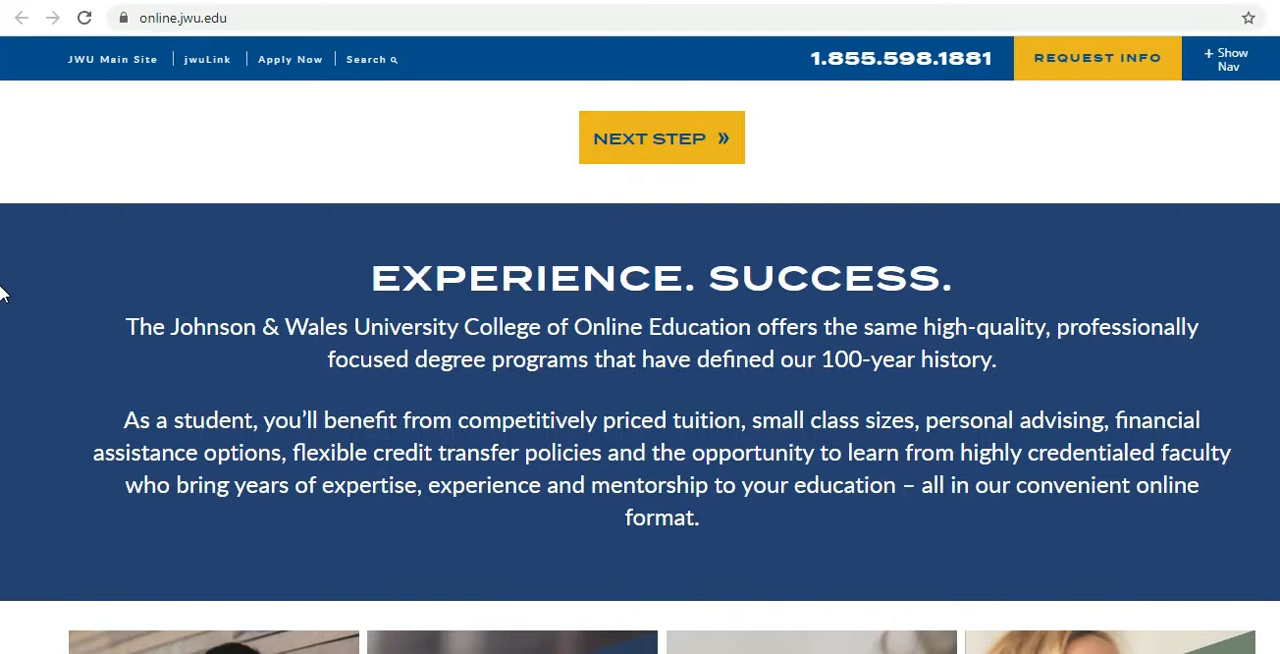 online.jwu.edu
JWU Main Site
jwuLink
Apply Now
Search
1.855.598.1881
REQUEST INFO
+ Show
Nav
NEXT STEP »
EXPERIENCE. SUCCESS.
The Johnson & Wales University College of Online Education offers the same high-quality, professionally
focused degree programs that have defined our 100-year history.
As a student, you’ll benefit from competitively priced tuition, small class sizes, personal advising, financial
assistance options, flexible credit transfer policies and the opportunity to learn from highly credentialed faculty
who bring years of expertise, experience and mentorship to your education – all in our convenient online
format.